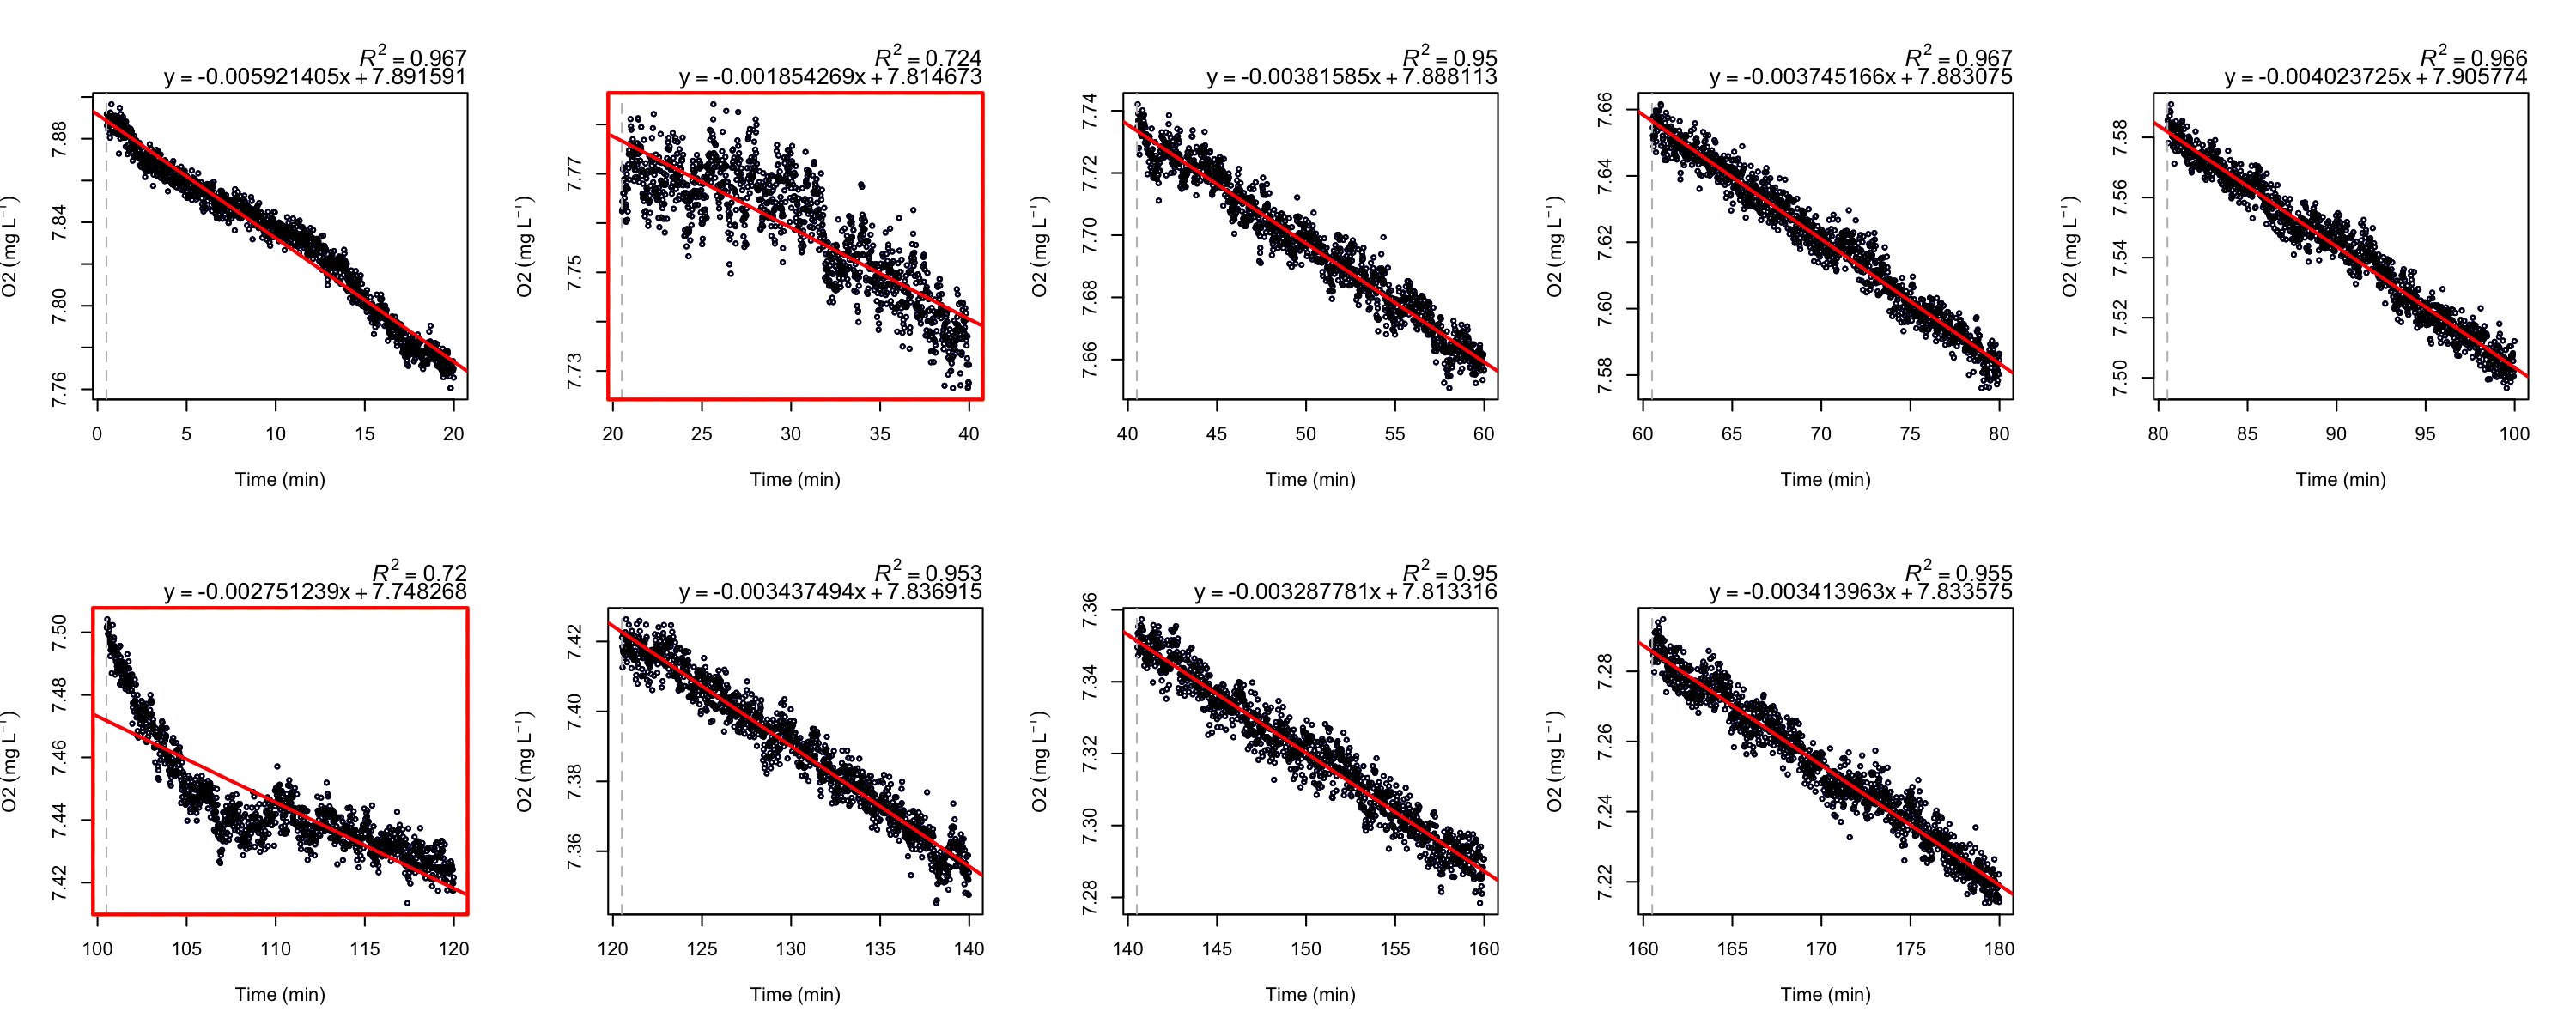 R² = 0.967
y = -0.005921405x + 7.891591
O2 (mg L⁻¹)
7.76 7.80 7.84 7.88
0 5 10 15 20
Time (min)
R² = 0.724
y = -0.001854269x + 7.814673
O2 (mg L⁻¹)
7.73 7.75 7.77
20 25 30 35 40
Time (min)
R² = 0.95
y = -0.00381585x + 7.888113
O2 (mg L⁻¹)
7.66 7.68 7.70 7.72 7.74
40 45 50 55 60
Time (min)
R² = 0.967
y = -0.003745166x + 7.883075
O2 (mg L⁻¹)
7.58 7.60 7.62 7.64 7.66
60 65 70 75 80
Time (min)
R² = 0.966
y = -0.004023725x + 7.905774
O2 (mg L⁻¹)
7.50 7.52 7.54 7.56 7.58
80 85 90 95 100
Time (min)
R² = 0.72
y = -0.002751239x + 7.748268
O2 (mg L⁻¹)
7.42 7.44 7.46 7.48 7.50
100 105 110 115 120
Time (min)
R² = 0.953
y = -0.003437494x + 7.836915
O2 (mg L⁻¹)
7.36 7.38 7.40 7.42
120 125 130 135 140
Time (min)
R² = 0.95
y = -0.003287781x + 7.813316
O2 (mg L⁻¹)
7.28 7.30 7.32 7.34 7.36
140 145 150 155 160
Time (min)
R² = 0.955
y = -0.003413963x + 7.833575
O2 (mg L⁻¹)
7.22 7.24 7.26 7.28
160 165 170 175 180
Time (min)